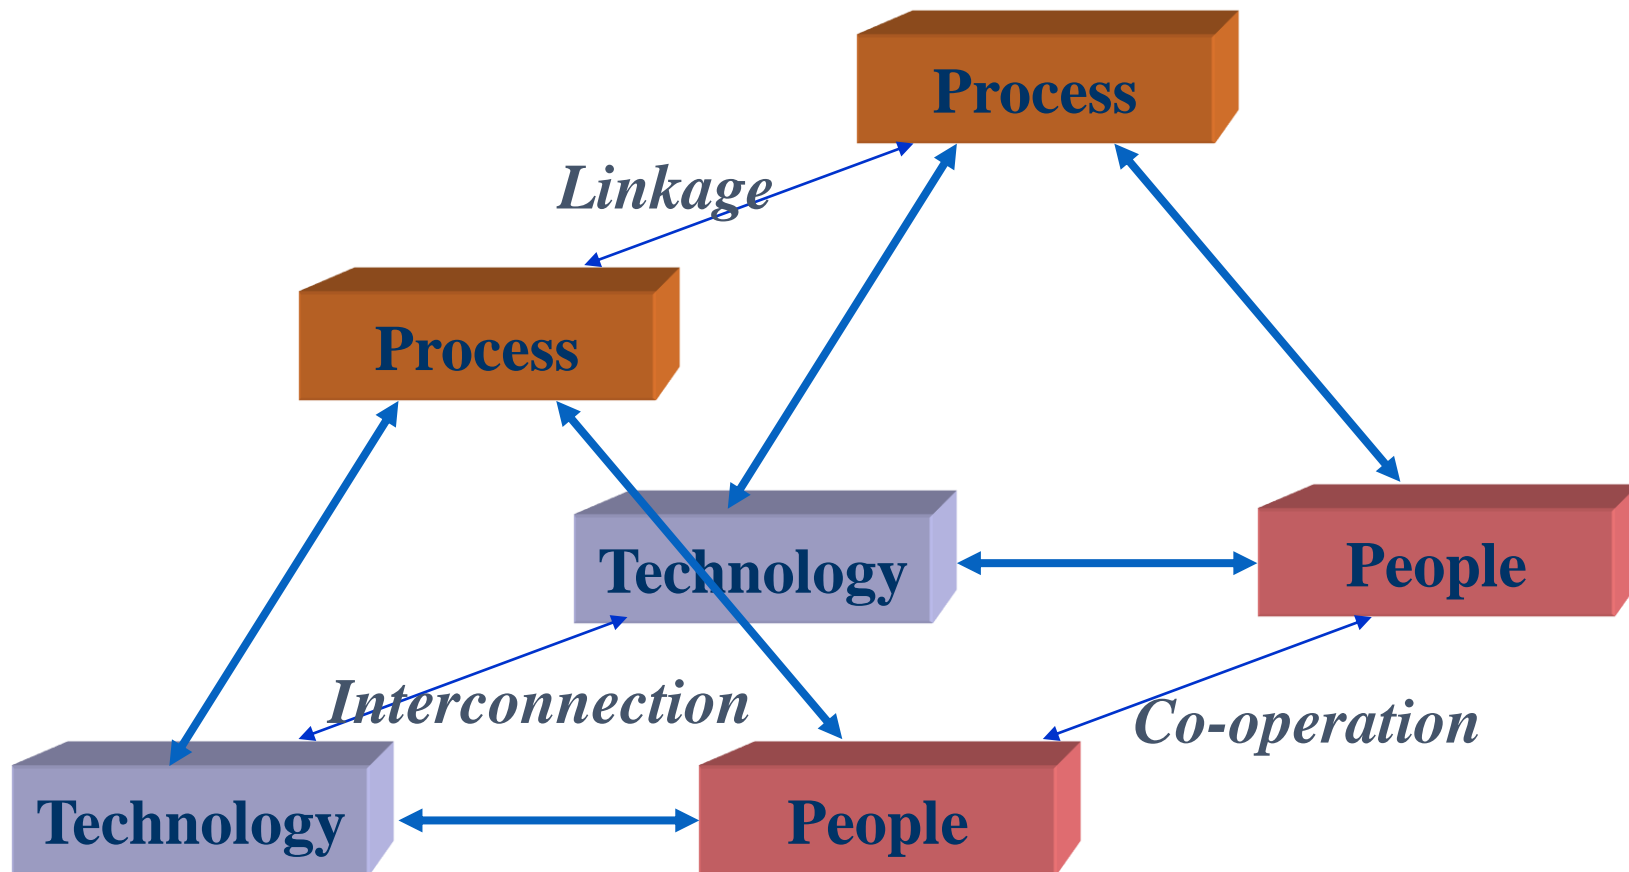 Process
Linkage
Process
Technology
People
Interconnection
Co-operation
Technology
People